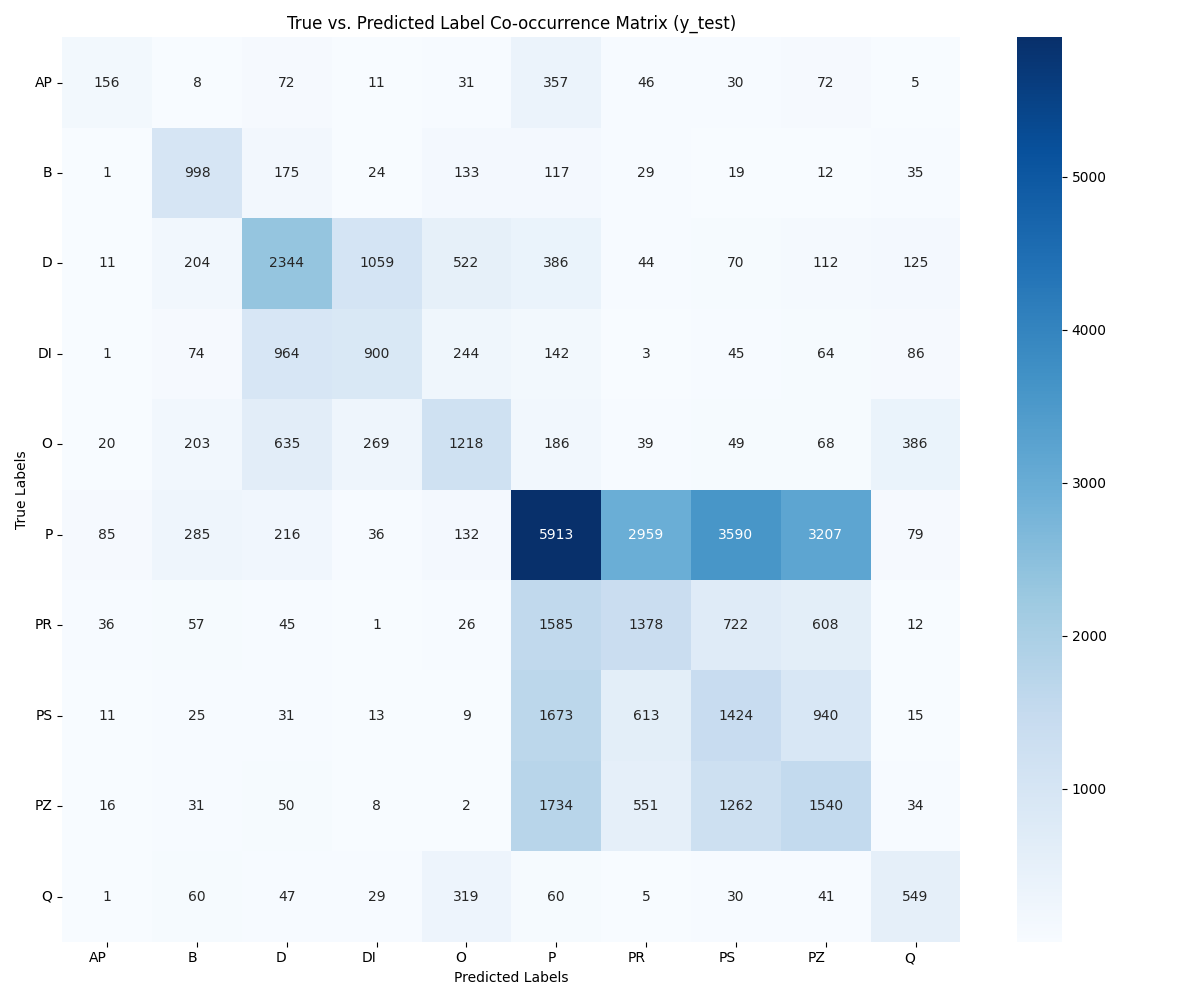 True vs. Predicted Label Co-occurrence Matrix (y_test)
AP 156 8 72 11 31 357 46 30 72 5
B 1 998 175 24 133 117 29 19 12 35
D 11 204 2344 1059 522 386 44 70 112 125
DI 1 74 964 900 244 142 3 45 64 86
O 20 203 635 269 1218 186 39 49 68 386
P 85 285 216 36 132 5913 2959 3590 3207 79
PR 36 57 45 1 26 1585 1378 722 608 12
PS 11 25 31 13 9 1673 613 1424 940 15
PZ 16 31 50 8 2 1734 551 1262 1540 34
Q 1 60 47 29 319 60 5 30 41 549
AP B D DI O P PR PS PZ Q
Predicted Labels
True Labels
5000
4000
3000
2000
1000